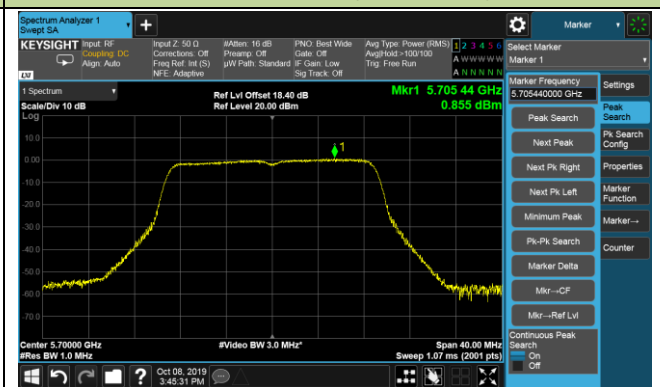 Spectrum Analyzer 1
Swept SA
+
Marker
KEYSIGHT
Input: RF
Coupling: DC
Align: Auto
Input Z: 50 Ω
Corrections: Off
Freq Ref: Int (S)
NFE: Adaptive
#Atten: 16 dB
Preamp: Off
µW Path: Standard
PNO: Best Wide
Gate: Off
IF Gain: Low
Sig Track: Off
Avg Type: Power (RMS)
Avg|Hold:>100/100
Trig: Free Run
1 2 3 4 5 6
A W W W W W
A N N N N N
LXI
Select Marker
Marker 1
1 Spectrum
Scale/Div 10 dB
Log
Ref Lvl Offset 18.40 dB
Ref Level 20.00 dBm
Mkr1 5.705 44 GHz
0.855 dBm
1
10.0
0.00
-10.0
-20.0
-30.0
-40.0
-50.0
-60.0
-70.0
Center 5.70000 GHz
#Res BW 1.0 MHz
#Video BW 3.0 MHz*
Span 40.00 MHz
Sweep 1.07 ms (2001 pts)
Marker Frequency
5.705440000 GHz
Peak Search
Next Peak
Next Pk Right
Next Pk Left
Minimum Peak
Pk-Pk Search
Marker Delta
Mkr→CF
Mkr→Ref Lvl
Continuous Peak
Search
On
Off
Settings
Peak
Search
Pk Search
Config
Properties
Marker
Function
Marker→
Counter
?
Oct 08, 2019
3:45:31 PM